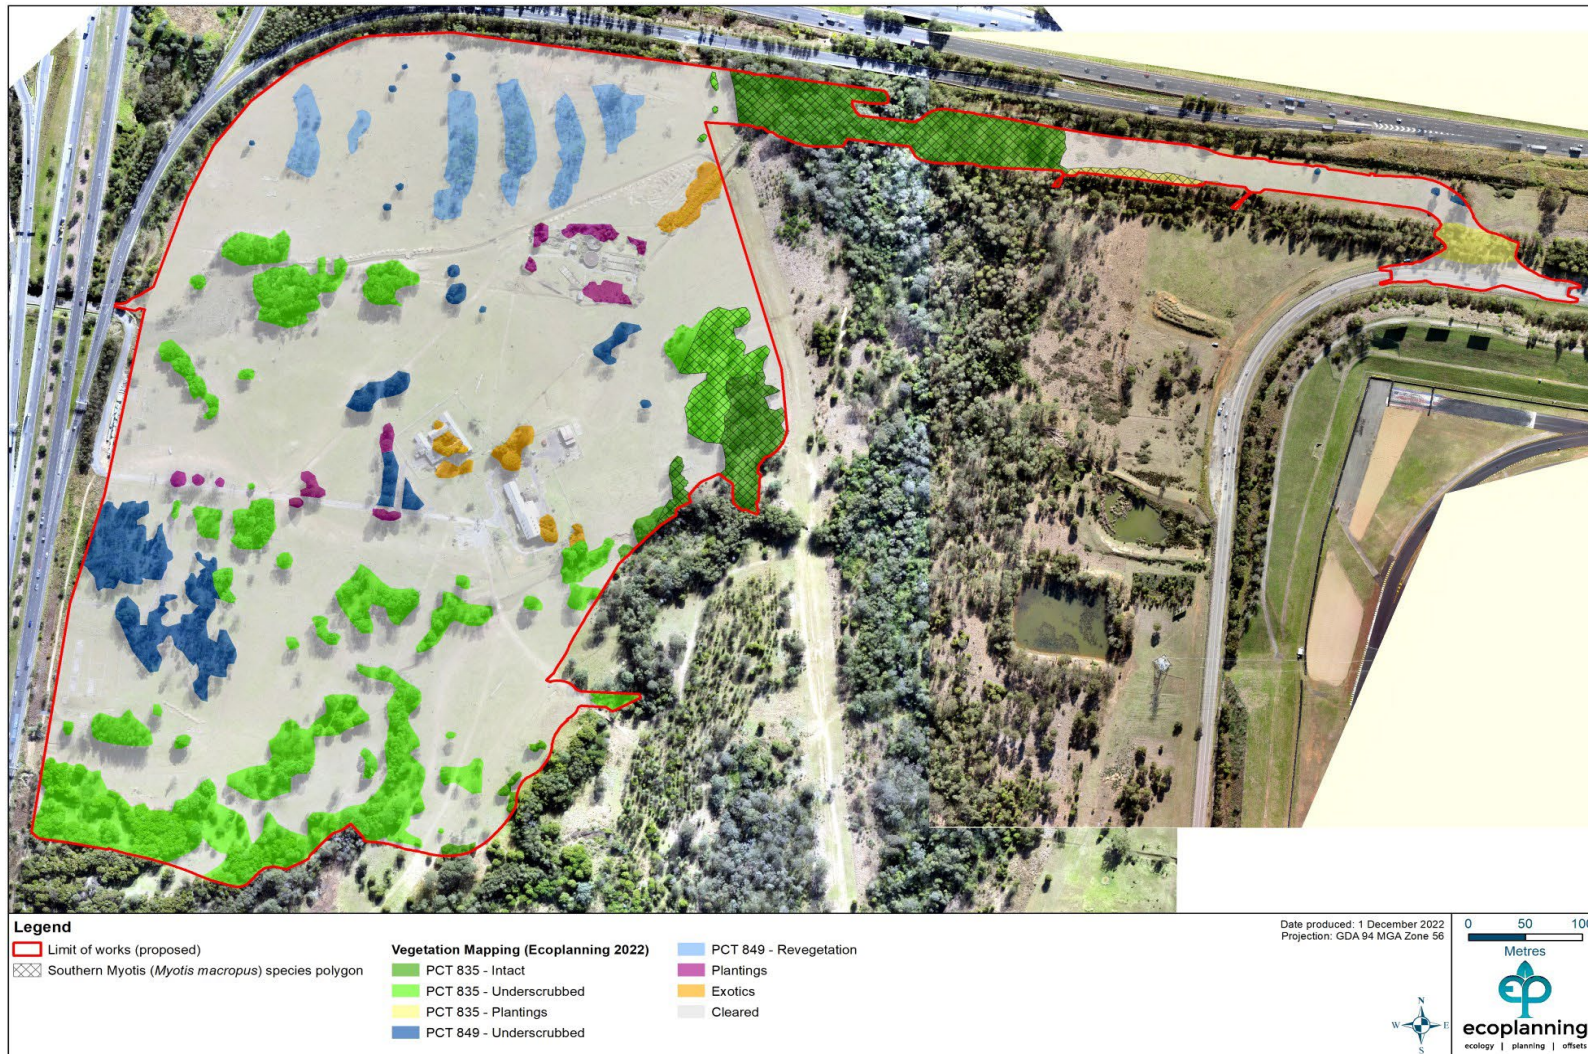 Legend
Limit of works (proposed)
Southern Myotis (Myotis macropus) species polygon
Vegetation Mapping (Ecoplanning 2022)
PCT 835 - Intact
PCT 835 - Underscrubbed
PCT 835 - Plantings
PCT 849 - Underscrubbed
PCT 849 - Revegetation
Plantings
Exotics
Cleared
Date produced: 1 December 2022
Projection: GDA 94 MGA Zone 56
N
W E
S
0 50 100
Metres
ep
ecoplanning
ecology | planning | offsets